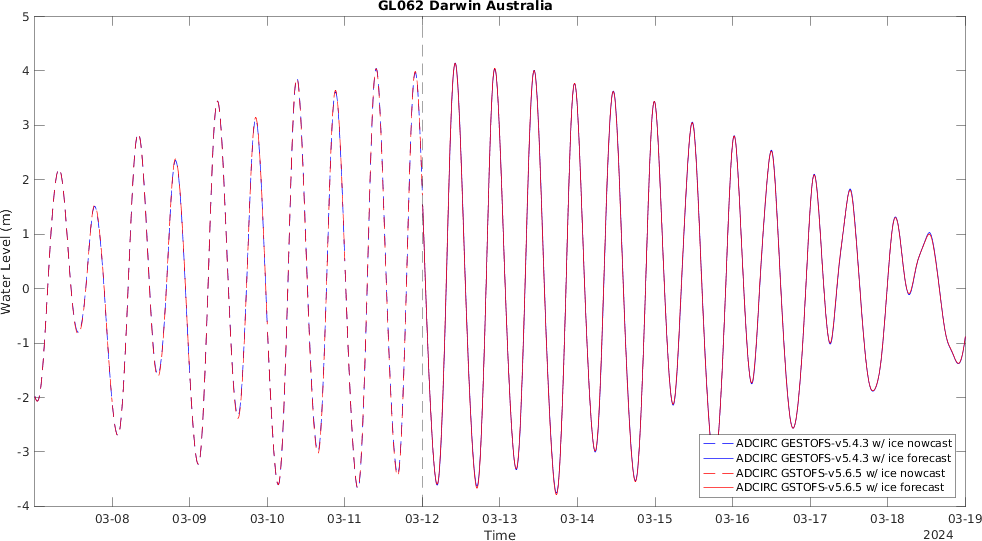 GL062 Darwin Australia
5
4
3
2
1
0
-1
-2
-3
-4
Water Level (m)
ADCIRC GESTOFS-v5.4.3 w/ ice nowcast
ADCIRC GESTOFS-v5.4.3 w/ ice forecast
ADCIRC GSTOFS-v5.6.5 w/ ice nowcast
ADCIRC GSTOFS-v5.6.5 w/ ice forecast
03-08 03-09 03-10 03-11 03-12 03-13 03-14 03-15 03-16 03-17 03-18 03-19
Time
2024